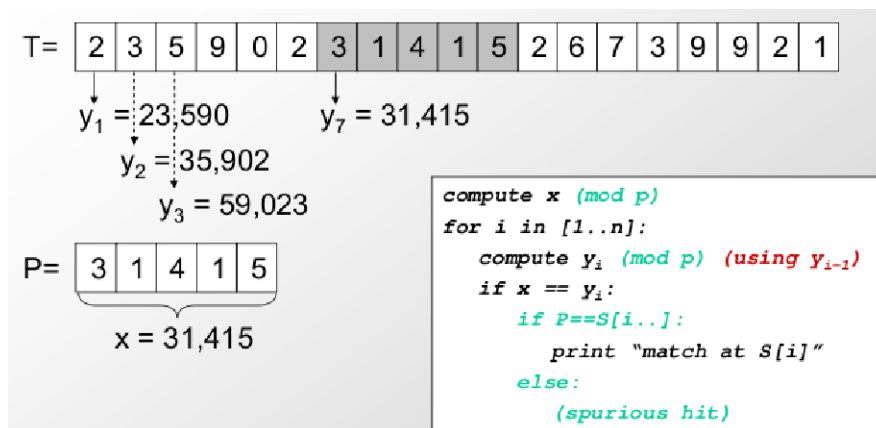 T= 2 3 5 9 0 2 3 1 4 1 5 2 6 7 3 9 9 2 1
y₁ = 23,590
y₇ = 31,415
y₂ = 35,902
y₃ = 59,023
P= 3 1 4 1 5
x = 31,415
compute x (mod p)
for i in [1..n]:
compute yᵢ (mod p) (using yᵢ₋₁)
if x == yᵢ:
if P==S[i..]:
print “match at S[i]”
else:
(spurious hit)